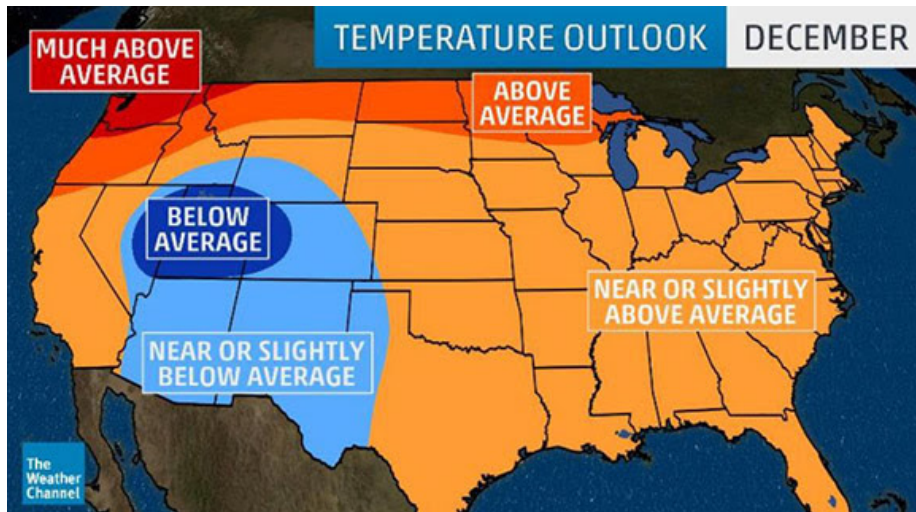 TEMPERATURE OUTLOOK
DECEMBER
MUCH ABOVE
AVERAGE
ABOVE
AVERAGE
BELOW
AVERAGE
NEAR OR SLIGHTLY
ABOVE AVERAGE
NEAR OR SLIGHTLY
BELOW AVERAGE
The
Weather
Channel